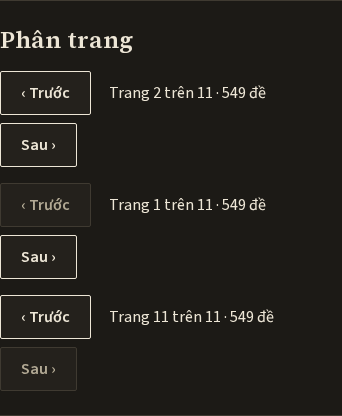 Phân trang
‹ Trước
Trang 2 trên 11 · 549 đề
Sau ›
‹ Trước
Trang 1 trên 11 · 549 đề
Sau ›
‹ Trước
Trang 11 trên 11 · 549 đề
Sau ›